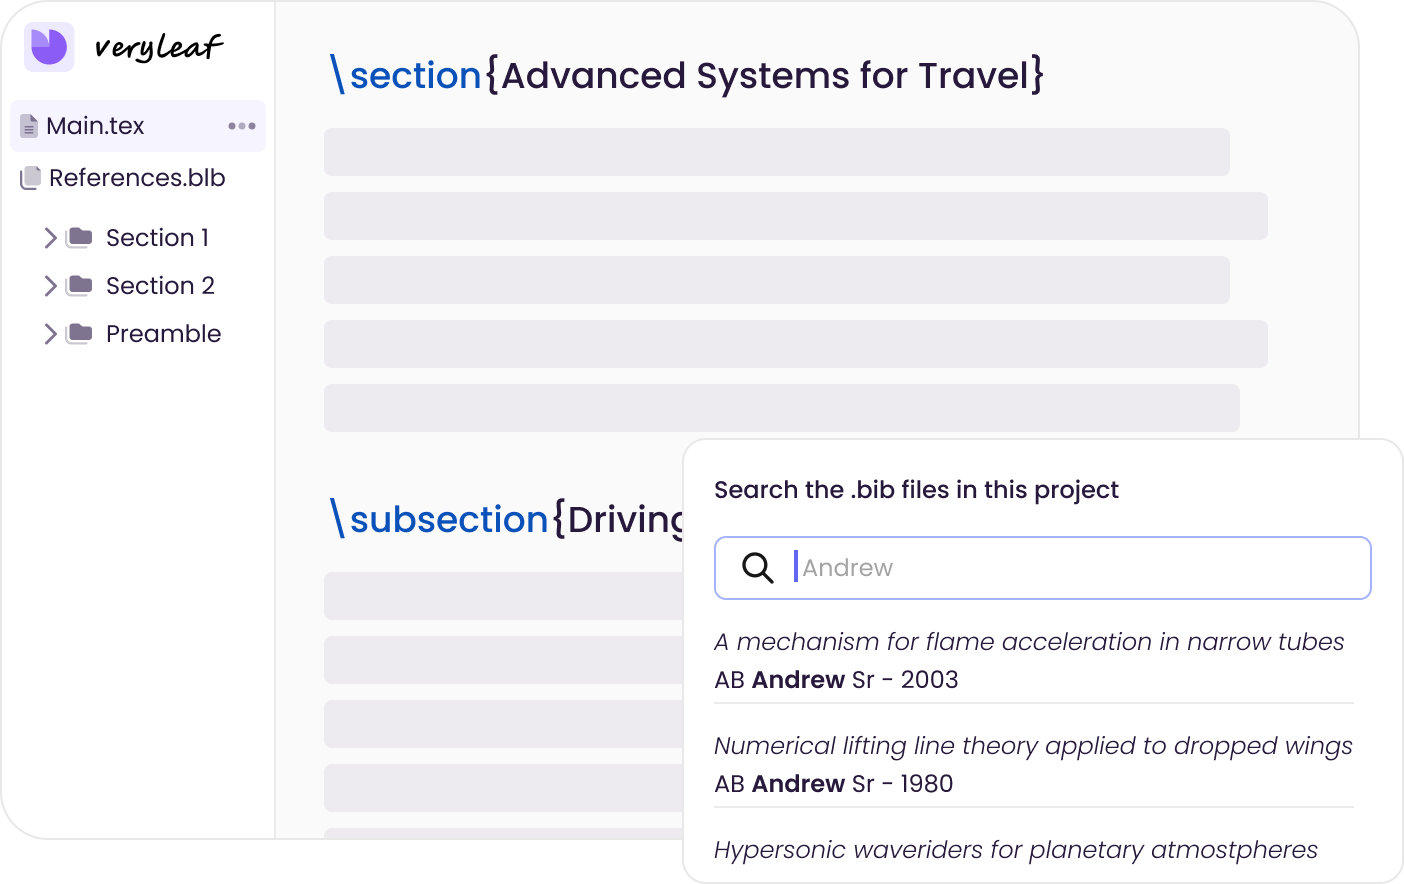 veryleaf
Main.tex
References.blb
Section 1
Section 2
Preamble
\section{Advanced Systems for Travel}
\subsection{Driving
Search the .bib files in this project
Andrew
A mechanism for flame acceleration in narrow tubes
AB Andrew Sr - 2003
Numerical lifting line theory applied to dropped wings
AB Andrew Sr - 1980
Hypersonic waveriders for planetary atmostpheres